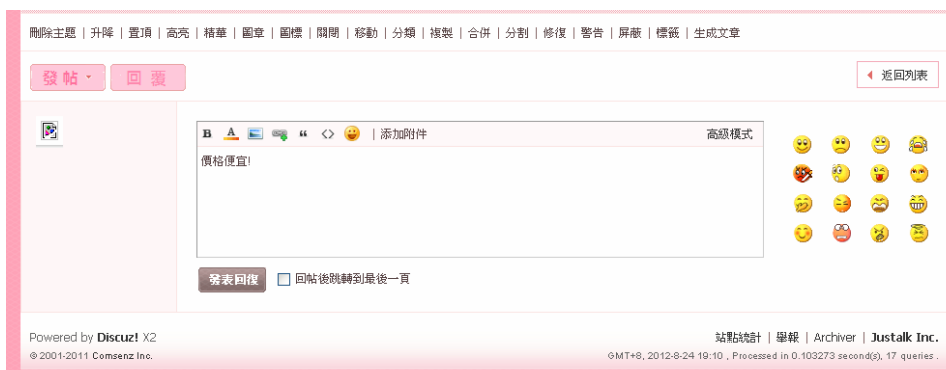 刪除主題 | 升降 | 置頂 | 高亮 | 精華 | 圖章 | 圖標 | 關閉 | 移動 | 分類 | 複製 | 合併 | 分割 | 修復 | 警告 | 屏蔽 | 標籤 | 生成文章
發帖 回覆 返回列表
B A “ <> | 添加附件 高級模式
價格便宜!
發表回復 回帖後跳轉到最後一頁
Powered by Discuz! X2 站點統計 | 舉報 | Archiver | Justalk Inc.
© 2001-2011 Comsenz Inc. GMT+8, 2012-8-24 19:10 , Processed in 0.103273 second(s), 17 queries .